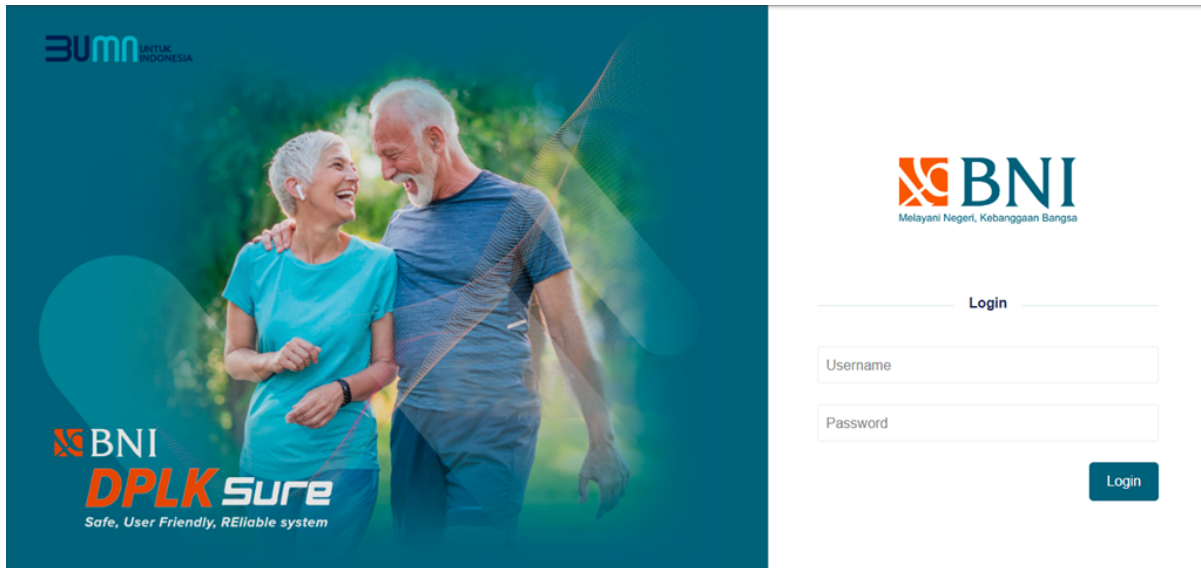 BUMN UNTUK
INDONESIA
BNI
DPLK Sure
Safe, User Friendly, REliable system
BNI
Melayani Negeri, Kebanggaan Bangsa
Login
Username
Password
Login